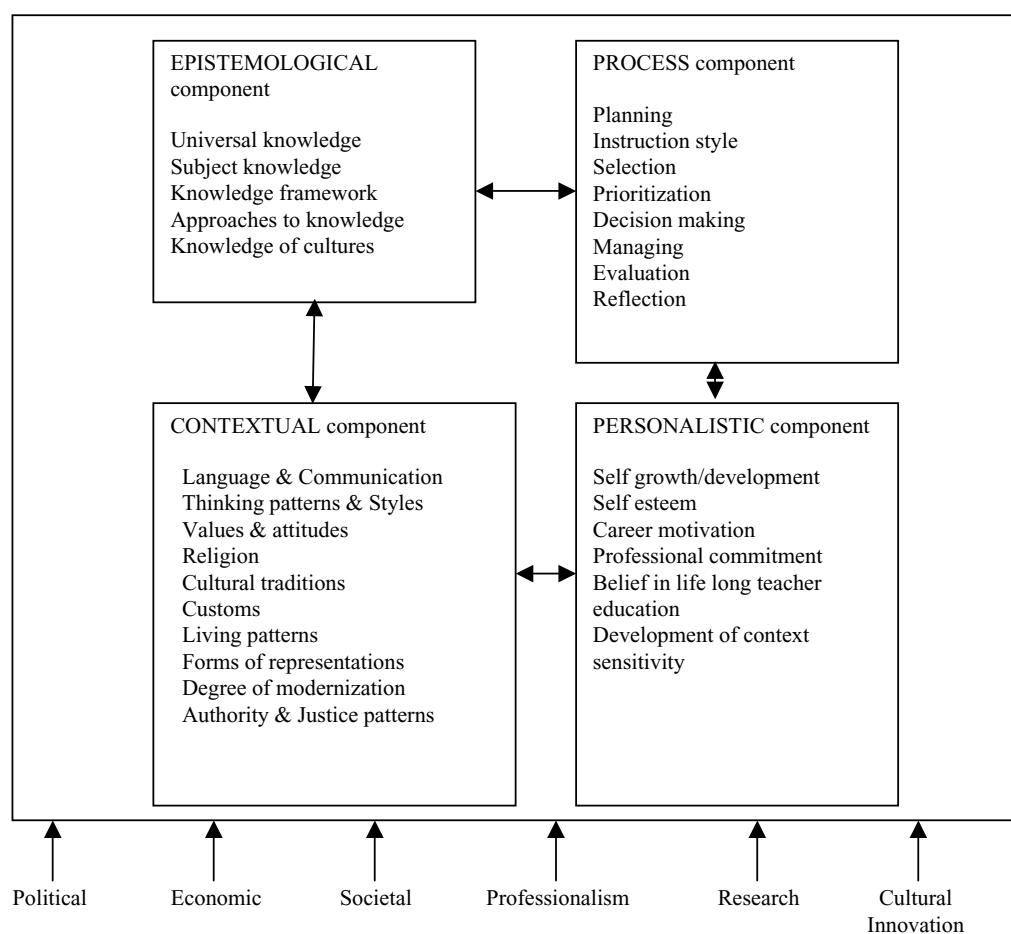 EPISTEMOLOGICAL
component
Universal knowledge
Subject knowledge
Knowledge framework
Approaches to knowledge
Knowledge of cultures
PROCESS component
Planning
Instruction style
Selection
Prioritization
Decision making
Managing
Evaluation
Reflection
CONTEXTUAL component
Language & Communication
Thinking patterns & Styles
Values & attitudes
Religion
Cultural traditions
Customs
Living patterns
Forms of representations
Degree of modernization
Authority & Justice patterns
PERSONALISTIC component
Self growth/development
Self esteem
Career motivation
Professional commitment
Belief in life long teacher
education
Development of context
sensitivity
Political
Economic
Societal
Professionalism
Research
Cultural
Innovation